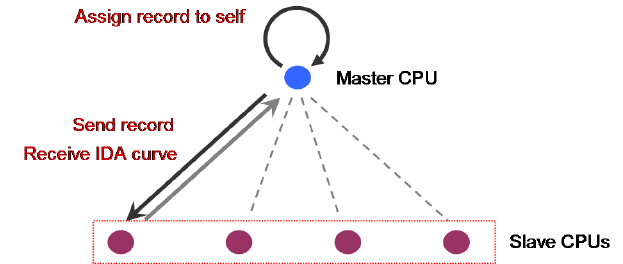 Assign record to self
Master CPU
Send record
Receive IDA curve
Slave CPUs